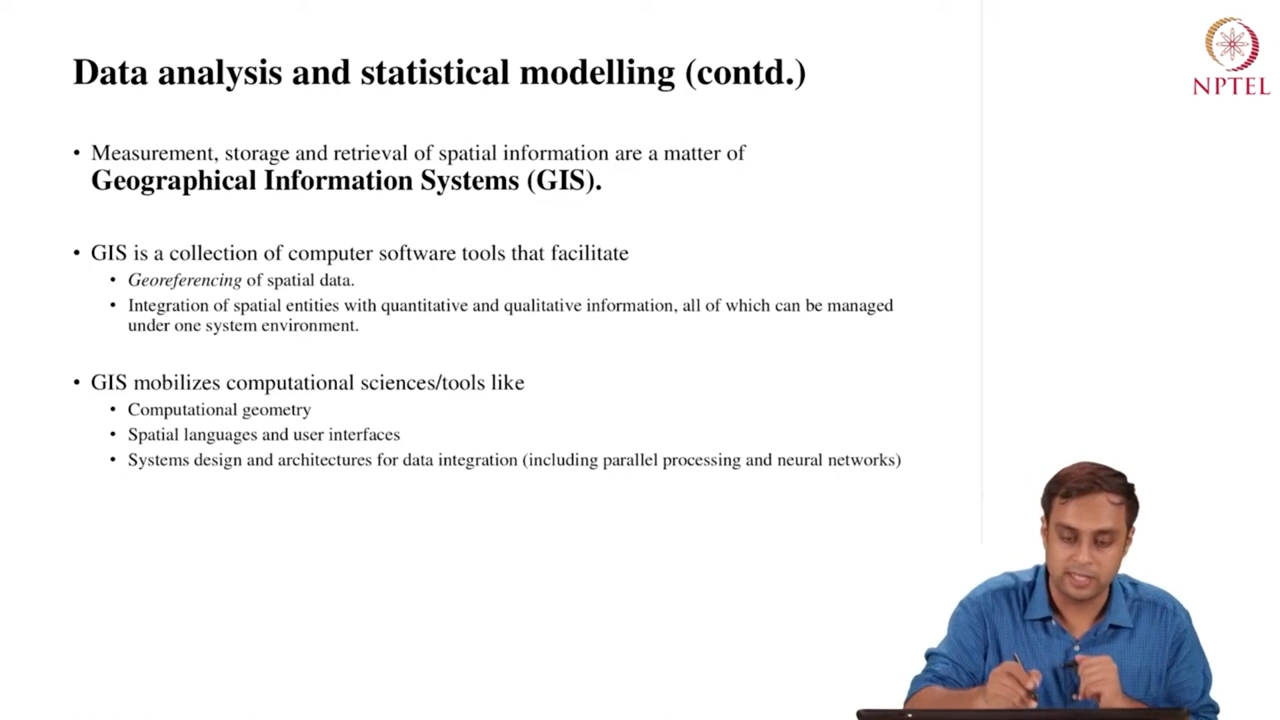 Data analysis and statistical modelling (contd.)
NPTEL
• Measurement, storage and retrieval of spatial information are a matter of
Geographical Information Systems (GIS).
• GIS is a collection of computer software tools that facilitate
• Georeferencing of spatial data.
• Integration of spatial entities with quantitative and qualitative information, all of which can be managed
under one system environment.
• GIS mobilizes computational sciences/tools like
• Computational geometry
• Spatial languages and user interfaces
• Systems design and architectures for data integration (including parallel processing and neural networks)